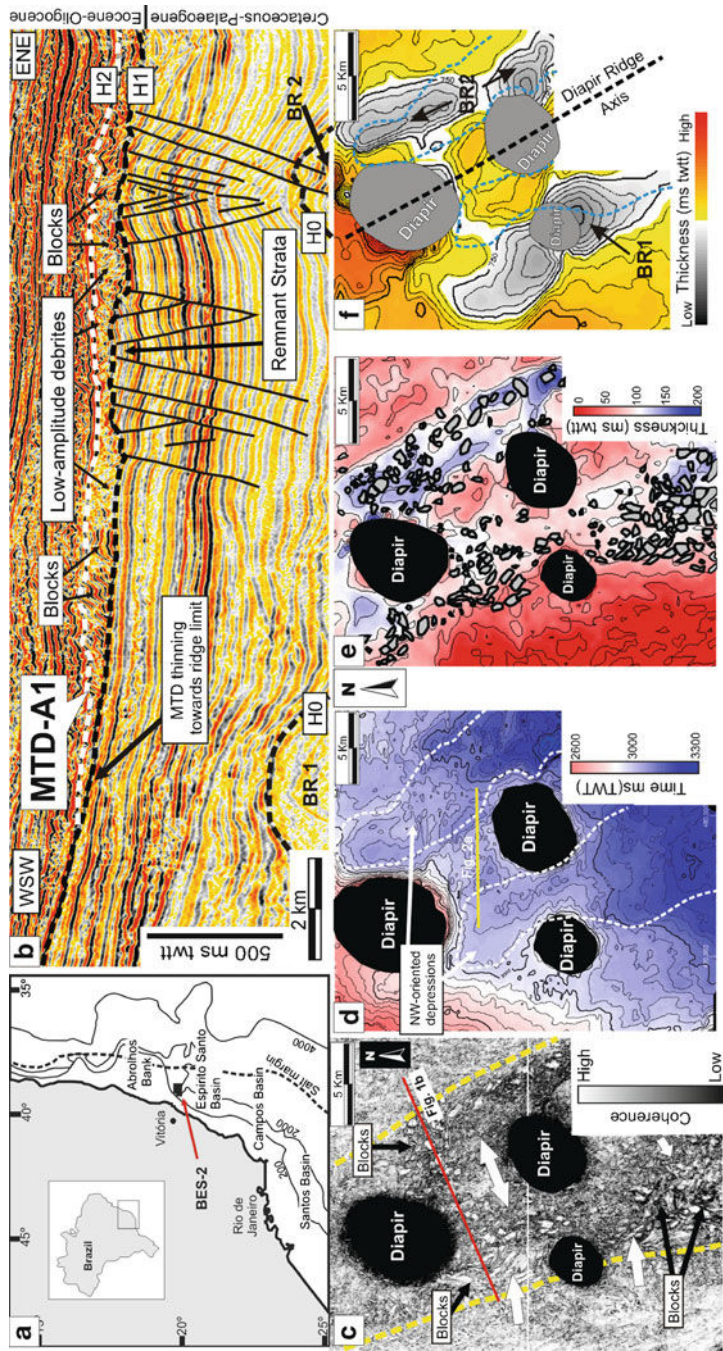 a
45°
40°
35°
20°
25°
Brazil
Abrolhos
Bank
Vitória
Espírito Santo
Basin
Salt margin
BES-2
Campos Basin
Rio de
Janeiro
Santos Basin
200
2000
4000
b
WSW
ENE
MTD-A1
Blocks
Low-amplitude debrites
Blocks
H2
H1
MTD thinning
towards ridge limit
Remnant Strata
H0
BR 1
H0
BR 2
500 ms twtt
2 km
Eocene-Oligocene
Cretaceous-Palaeogene
c
5 Km
N
Diapir
Blocks
Fig. 1b
Blocks
Diapir
Diapir
Blocks
High
Coherence
Low
d
5 Km
Diapir
NW-oriented
depressions
Fig. 2a
Diapir
Diapir
2600
3000
3300
Time ms(TWT)
N
e
5 Km
Diapir
Diapir
Diapir
0
50
100
150
200
Thickness (ms twtt)
f
5 Km
Diapir
BR2
Diapir
Diapir
BR1
Diapir Ridge
Axis
Low
Thickness (ms twtt)
High